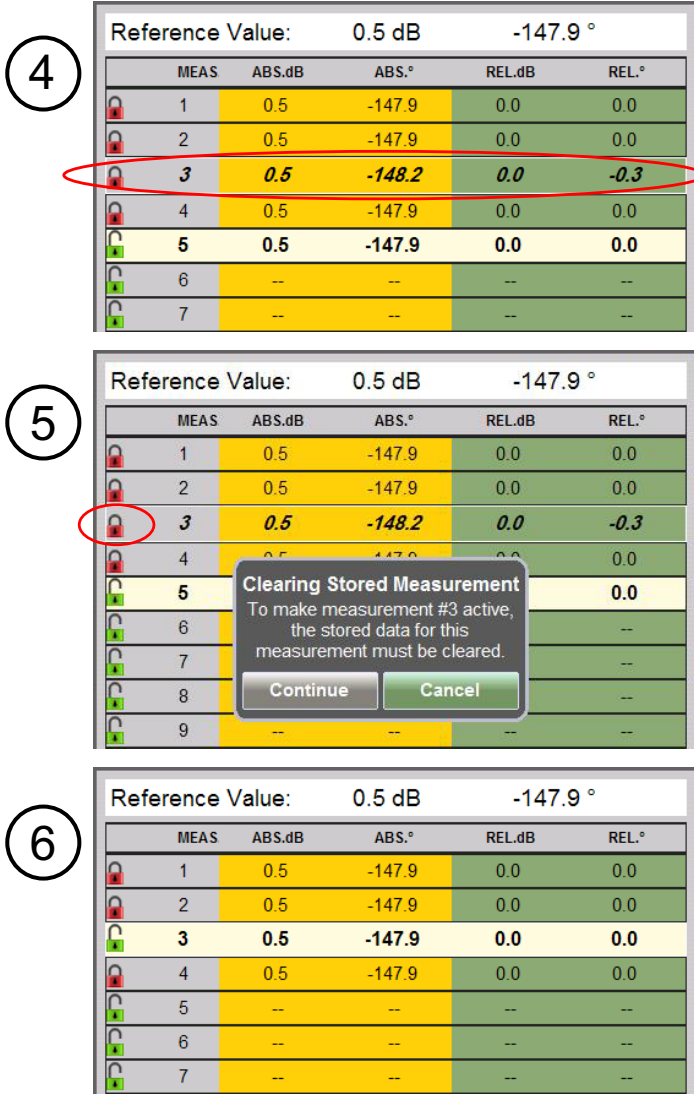 4
Reference Value: 0.5 dB -147.9 °
MEAS. ABS.dB ABS.° REL.dB REL.°
1 0.5 -147.9 0.0 0.0
2 0.5 -147.9 0.0 0.0
3 0.5 -148.2 0.0 -0.3
4 0.5 -147.9 0.0 0.0
5 0.5 -147.9 0.0 0.0
6 -- -- -- --
7 -- -- -- --
5
Reference Value: 0.5 dB -147.9 °
MEAS. ABS.dB ABS.° REL.dB REL.°
1 0.5 -147.9 0.0 0.0
2 0.5 -147.9 0.0 0.0
3 0.5 -148.2 0.0 -0.3
4 0.0
5 0.0
6 --
7 --
8 --
9 -- -- -- --
Clearing Stored Measurement
To make measurement #3 active,
the stored data for this
measurement must be cleared.
Continue Cancel
6
Reference Value: 0.5 dB -147.9 °
MEAS. ABS.dB ABS.° REL.dB REL.°
1 0.5 -147.9 0.0 0.0
2 0.5 -147.9 0.0 0.0
3 0.5 -147.9 0.0 0.0
4 0.5 -147.9 0.0 0.0
5 -- -- -- --
6 -- -- -- --
7 -- -- -- --